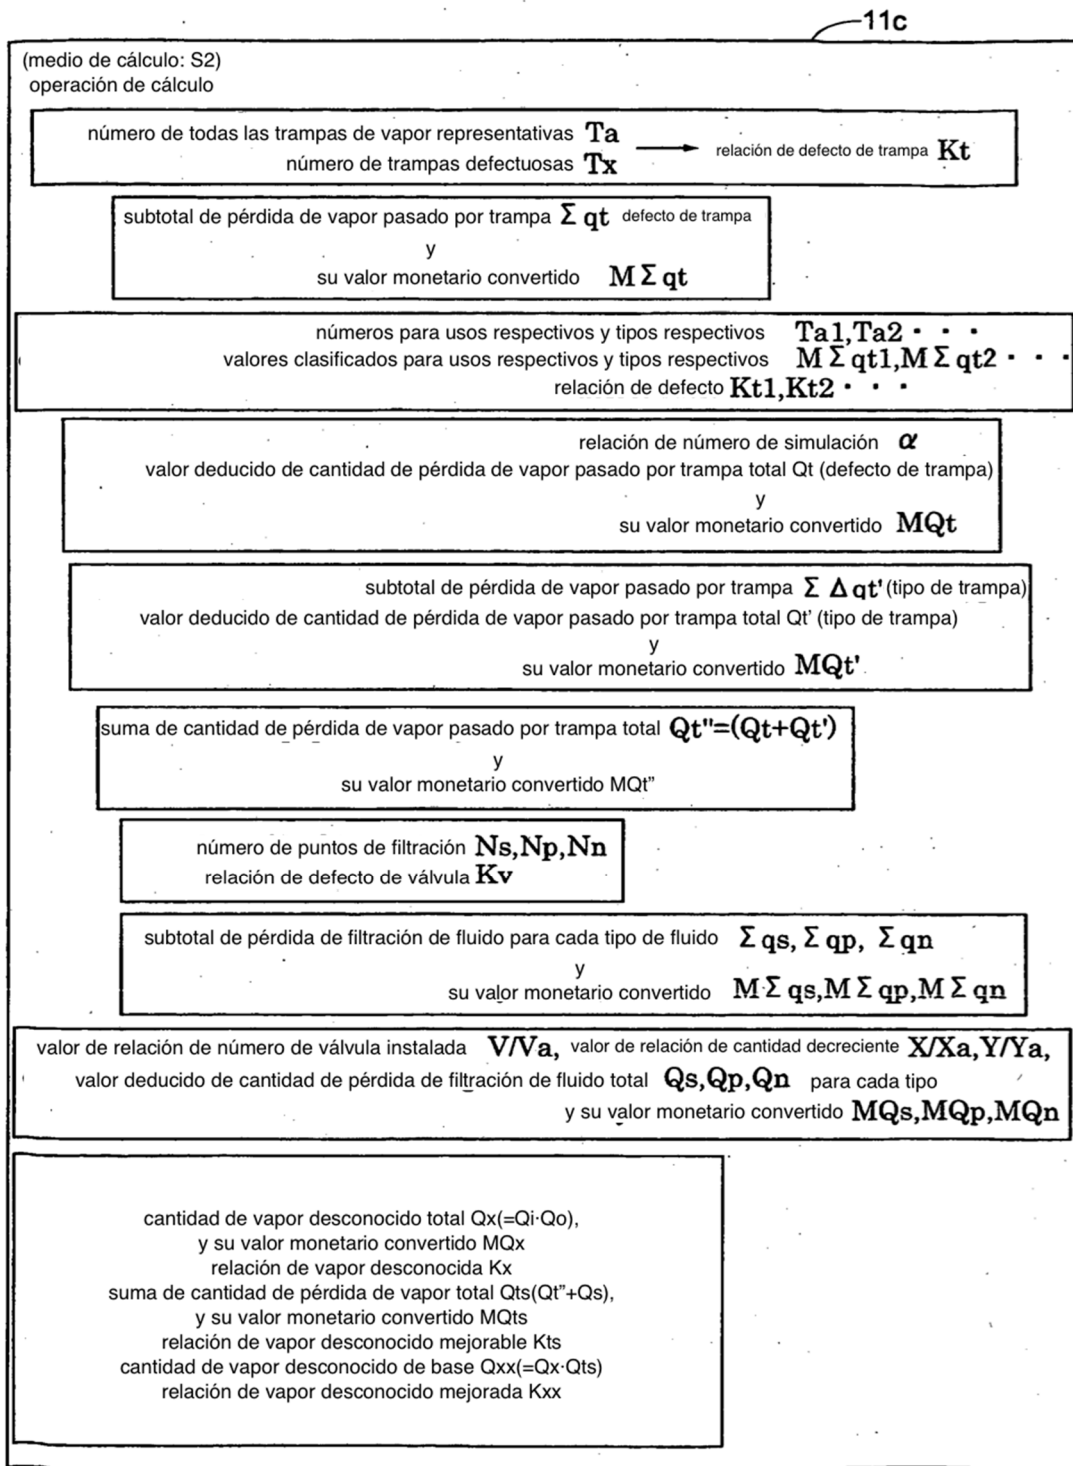 11c
(medio de cálculo: S2)
operación de cálculo
número de todas las trampas de vapor representativas Ta
número de trampas defectuosas Tx
relación de defecto de trampa Kt
subtotal de pérdida de vapor pasado por trampa Σ qt defecto de trampa
y
su valor monetario convertido M Σ qt
números para usos respectivos y tipos respectivos Ta1,Ta2 · · ·
valores clasificados para usos respectivos y tipos respectivos M Σ qt1,M Σ qt2 · · ·
relación de defecto Kt1,Kt2 · · ·
relación de número de simulación α
valor deducido de cantidad de pérdida de vapor pasado por trampa total Qt (defecto de trampa)
y
su valor monetario convertido MQt
subtotal de pérdida de vapor pasado por trampa Σ Δ qt' (tipo de trampa)
valor deducido de cantidad de pérdida de vapor pasado por trampa total Qt' (tipo de trampa)
y
su valor monetario convertido MQt'
suma de cantidad de pérdida de vapor pasado por trampa total Qt"=(Qt+Qt')
y
su valor monetario convertido MQt”
número de puntos de filtración Ns,Np,Nn
relación de defecto de válvula Kv
subtotal de pérdida de filtración de fluido para cada tipo de fluido Σ qs, Σ qp, Σ qn
y
su valor monetario convertido M Σ qs,M Σ qp,M Σ qn
valor de relación de número de válvula instalada V/Va, valor de relación de cantidad decreciente X/Xa,Y/Ya,
valor deducido de cantidad de pérdida de filtración de fluido total Qs,Qp,Qn para cada tipo
y su valor monetario convertido MQs,MQp,MQn
cantidad de vapor desconocido total Qx(=Qi·Qo),
y su valor monetario convertido MQx
relación de vapor desconocida Kx
suma de cantidad de pérdida de vapor total Qts(Qt”+Qs),
y su valor monetario convertido MQts
relación de vapor desconocido mejorable Kts
cantidad de vapor desconocido de base Qxx(=Qx·Qts)
relación de vapor desconocido mejorada Kxx